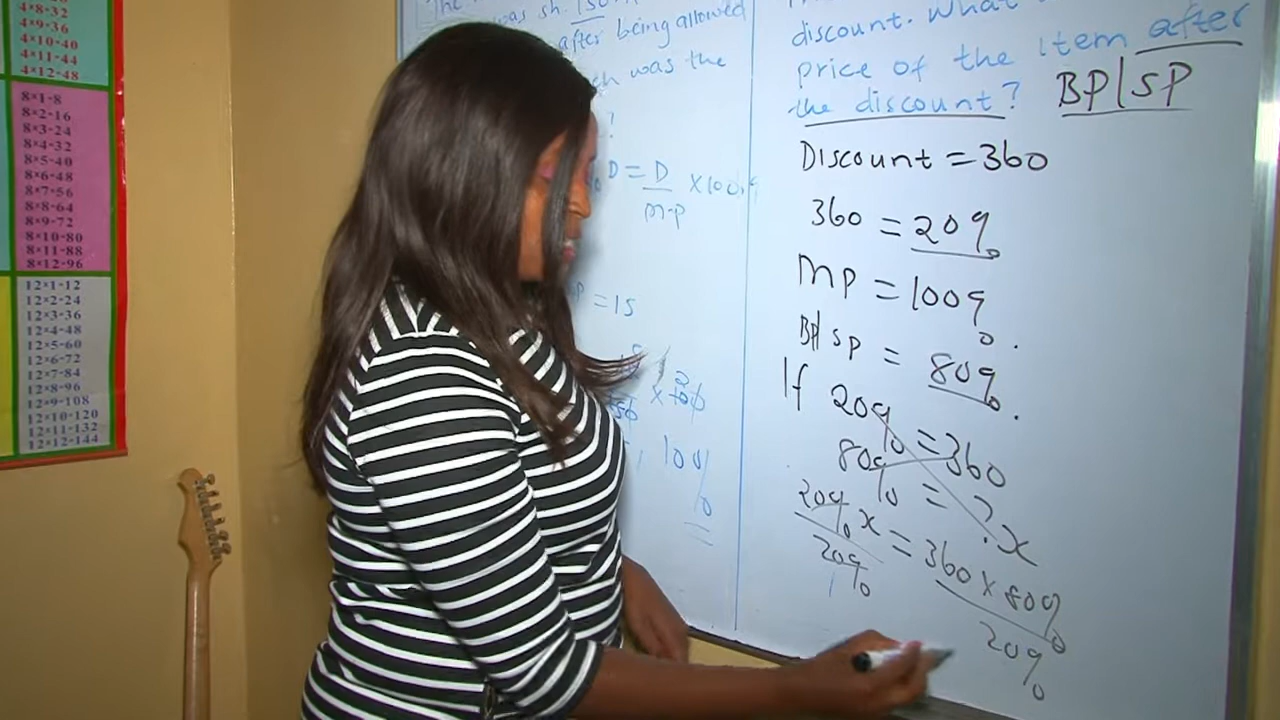 4×8-32
4×9-36
4×10-40
4×11-44
4×12-48
8×1-8
8×2-16
8×3-24
8×4-32
8×5-40
8×6-48
8×7-56
8×8-64
8×9-72
8×10-80
8×11-88
8×12-96
12×1-12
12×2-24
12×3-36
12×4-48
12×5-60
12×6-72
12×7-84
12×8-96
12×9-108
12×10-120
12×11-132
12×12-144
The
was sh. 150
after being allowed
was the
?
D = D
m.p × 100
= 15
100%
discount. What
price of the item after
the discount? BP|SP
Discount = 360
360 = 20%
MP = 100%.
BP|SP = 80%.
If 20% = 360
80% = ? x
20% x = 360 × 80%
20% 20%
1